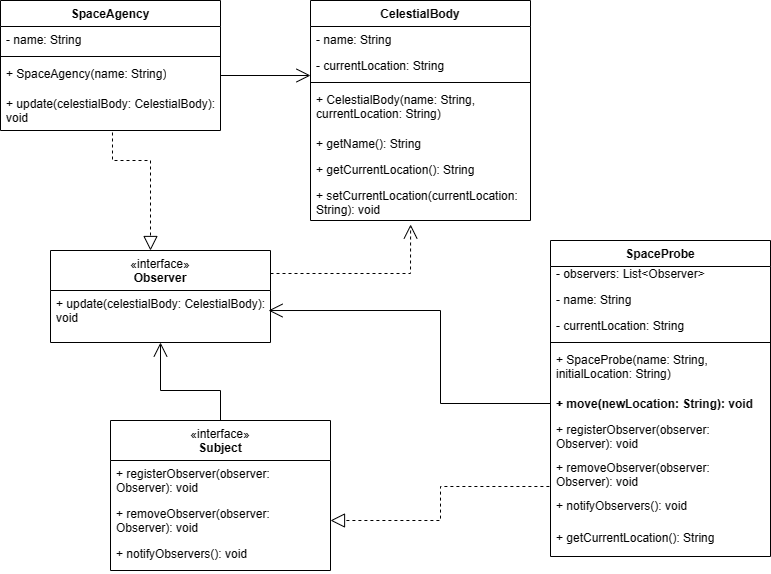 SpaceAgency
- name: String
+ SpaceAgency(name: String)
+ update(celestialBody: CelestialBody):
void
CelestialBody
- name: String
- currentLocation: String
+ CelestialBody(name: String,
currentLocation: String)
+ getName(): String
+ getCurrentLocation(): String
+ setCurrentLocation(currentLocation:
String): void
«interface»
Observer
+ update(celestialBody: CelestialBody):
void
SpaceProbe
- observers: List<Observer>
- name: String
- currentLocation: String
+ SpaceProbe(name: String,
initialLocation: String)
+ move(newLocation: String): void
+ registerObserver(observer:
Observer): void
+ removeObserver(observer:
Observer): void
+ notifyObservers(): void
+ getCurrentLocation(): String
«interface»
Subject
+ registerObserver(observer:
Observer): void
+ removeObserver(observer:
Observer): void
+ notifyObservers(): void